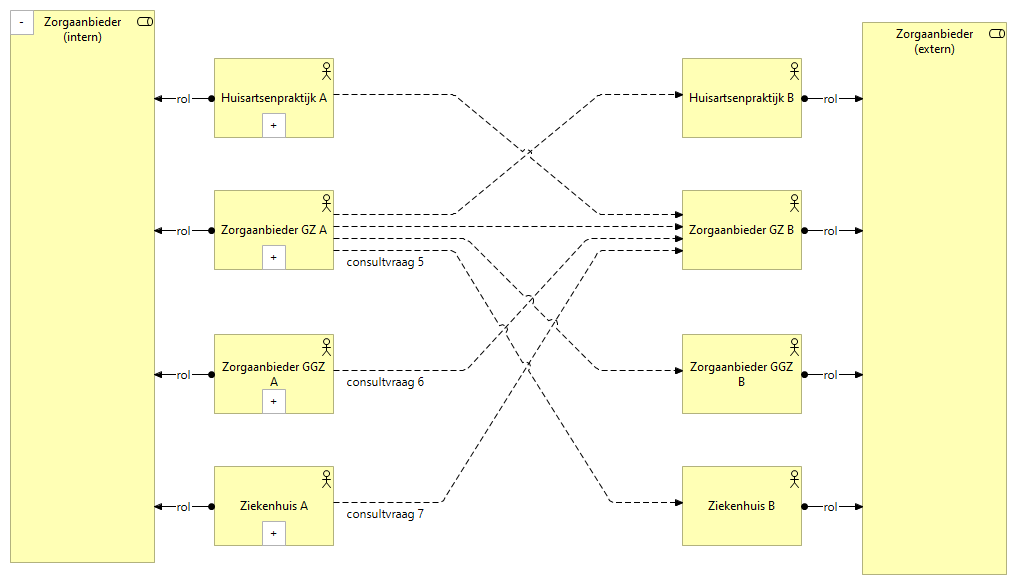 -
Zorgaanbieder
(intern)
Zorgaanbieder
(extern)
rol
Huisartsenpraktijk A
+
Huisartsenpraktijk B
rol
rol
Zorgaanbieder GZ A
+
Zorgaanbieder GZ B
rol
consultvraag 5
rol
Zorgaanbieder GGZ
A
+
Zorgaanbieder GGZ
B
rol
consultvraag 6
rol
Ziekenhuis A
+
Ziekenhuis B
rol
consultvraag 7